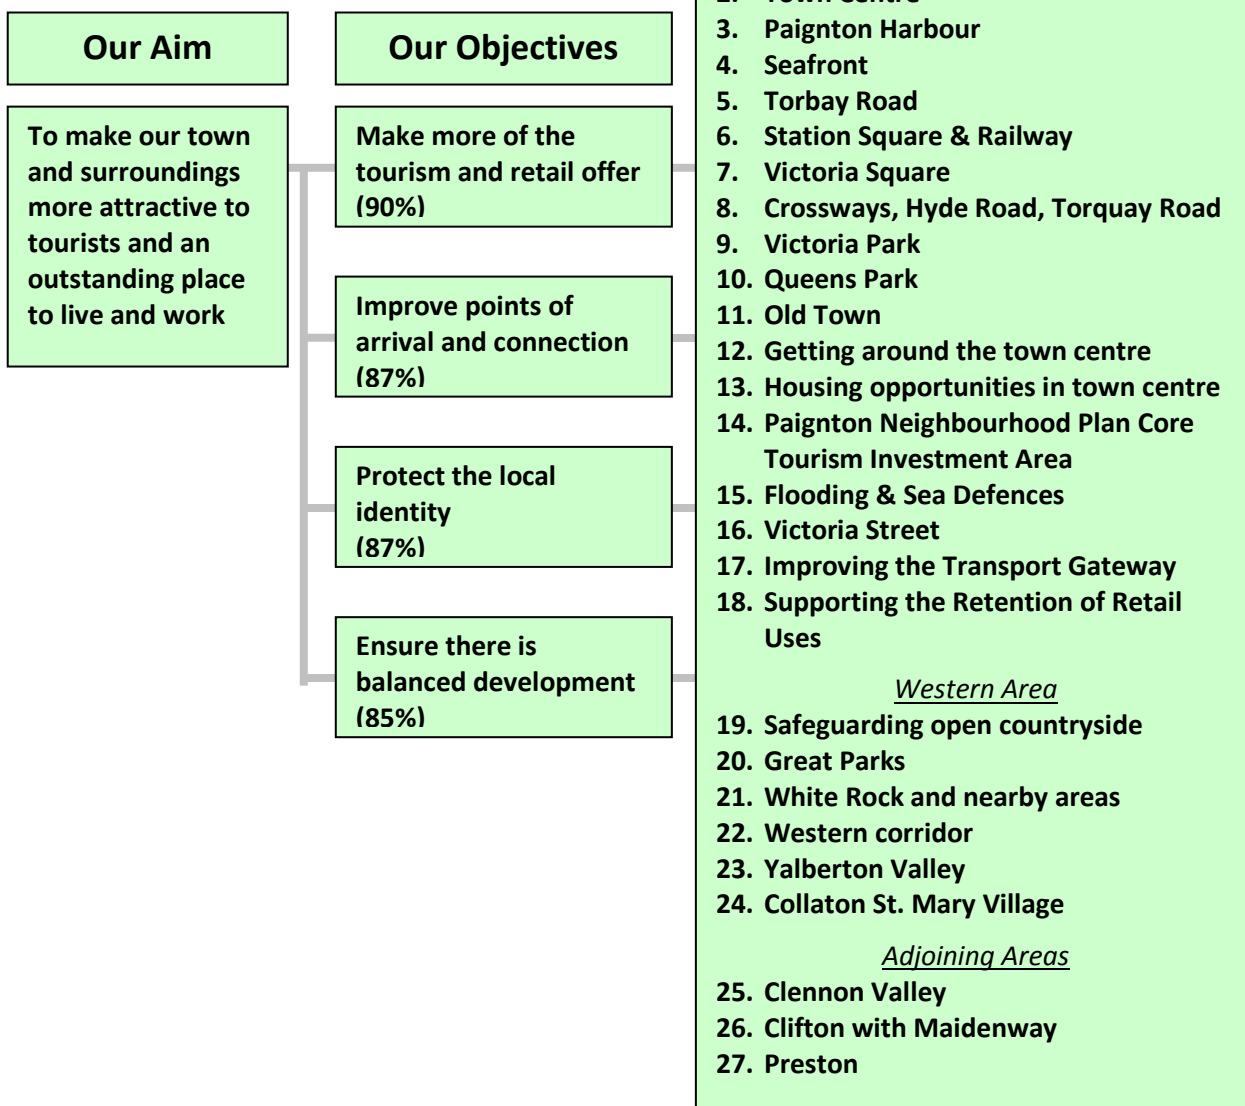 Our Aim
To make our town
and surroundings
more attractive to
tourists and an
outstanding place
to live and work
Our Objectives
Make more of the
tourism and retail offer
(90%)
Improve points of
arrival and connection
(87%)
Protect the local
identity
(87%)
Ensure there is
balanced development
(85%)
2. Town Centre
3. Paignton Harbour
4. Seafront
5. Torbay Road
6. Station Square & Railway
7. Victoria Square
8. Crossways, Hyde Road, Torquay Road
9. Victoria Park
10. Queens Park
11. Old Town
12. Getting around the town centre
13. Housing opportunities in town centre
14. Paignton Neighbourhood Plan Core
Tourism Investment Area
15. Flooding & Sea Defences
16. Victoria Street
17. Improving the Transport Gateway
18. Supporting the Retention of Retail
Uses
Western Area
19. Safeguarding open countryside
20. Great Parks
21. White Rock and nearby areas
22. Western corridor
23. Yalberton Valley
24. Collaton St. Mary Village
Adjoining Areas
25. Clennon Valley
26. Clifton with Maidenway
27. Preston